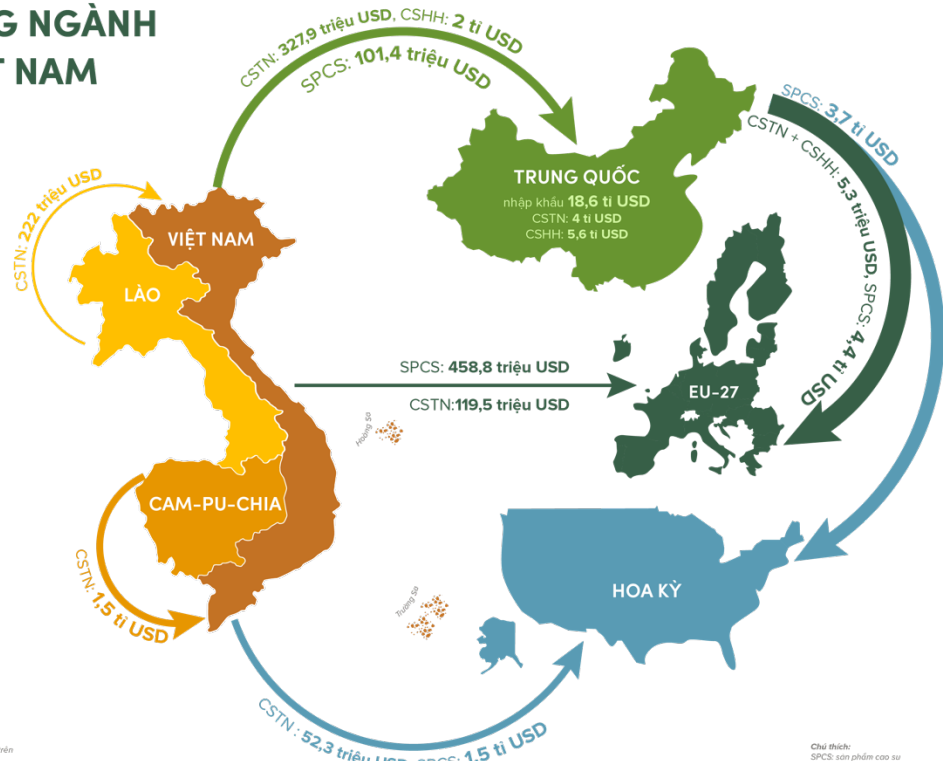 G NGÀNH
T NAM
CSTN: 327,9 triệu USD, CSHH: 2 tỉ USD
SPCS: 101,4 triệu USD
SPCS: 3,7 tỉ USD
CSTN + CSHH: 5,3 triệu USD, SPCS: 4,4 tỉ USD
TRUNG QUỐC
nhập khẩu 18,6 tỉ USD
CSTN: 4 tỉ USD
CSHH: 5,6 tỉ USD
CSTN: 222 triệu USD
VIỆT NAM
LÀO
SPCS: 458,8 triệu USD
CSTN:119,5 triệu USD
EU-27
Hoàng Sa
CAM-PU-CHIA
CSTN: 1,5 tỉ USD
HOA KỲ
Trường Sa
CSTN : 52,3 triệu USD, SPCS: 1,5 tỉ USD
trên
Chú thích:
SPCS: sản phẩm cao su